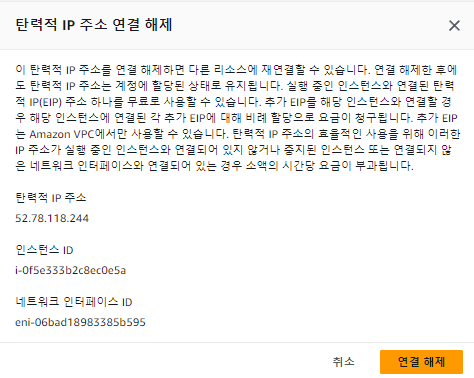 탄력적 IP 주소 연결 해제
이 탄력적 IP 주소를 연결 해제하면 다른 리소스에 재연결할 수 있습니다. 연결 해제한 후에
도 탄력적 IP 주소는 계정에 할당된 상태로 유지됩니다. 실행 중인 인스턴스와 연결된 탄력
적 IP(EIP) 주소 하나를 무료로 사용할 수 있습니다. 추가 EIP를 해당 인스턴스와 연결할 경
우 해당 인스턴스에 연결된 각 추가 EIP에 대해 비례 할당으로 요금이 청구됩니다. 추가 EIP
는 Amazon VPC에서만 사용할 수 있습니다. 탄력적 IP 주소의 효율적인 사용을 위해 이러한
IP 주소가 실행 중인 인스턴스와 연결되어 있지 않거나 중지된 인스턴스 또는 연결되지 않
은 네트워크 인터페이스와 연결되어 있는 경우 소액의 시간당 요금이 부과됩니다.
탄력적 IP 주소
52.78.118.244
인스턴스 ID
i-0f5e333b2c8ec0e5a
네트워크 인터페이스 ID
eni-06bad18983385b595
취소 연결 해제